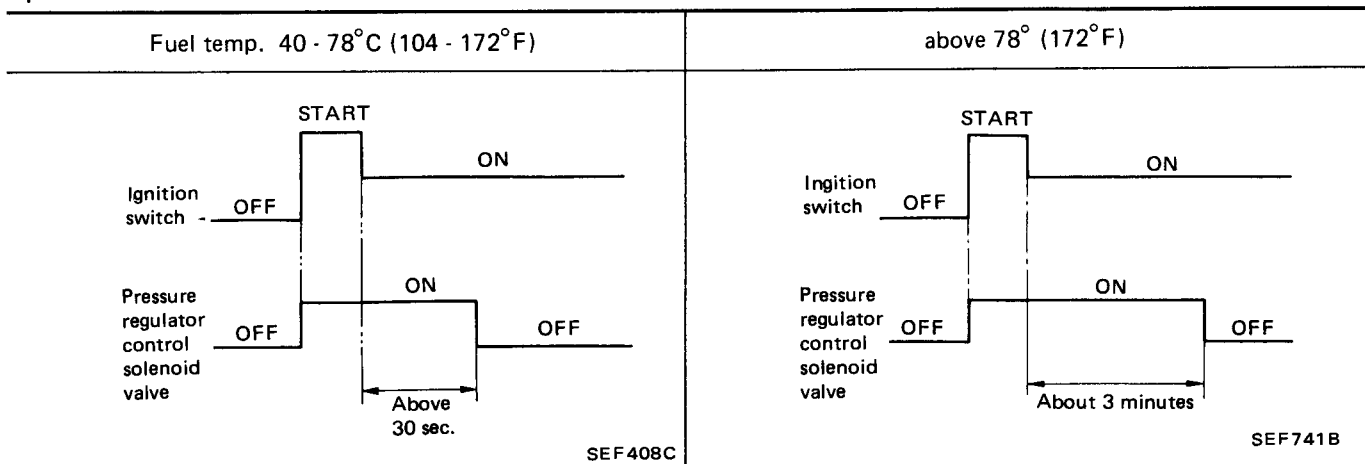 Fuel temp. 40 - 78°C (104 - 172°F)
above 78° (172°F)
START
ON
Ignition
switch
OFF
ON
Pressure
regulator
control
solenoid
valve
OFF
OFF
Above
30 sec.
SEF408C
START
ON
Ingition
switch
OFF
ON
Pressure
regulator
control
solenoid
valve
OFF
OFF
About 3 minutes
SEF741B